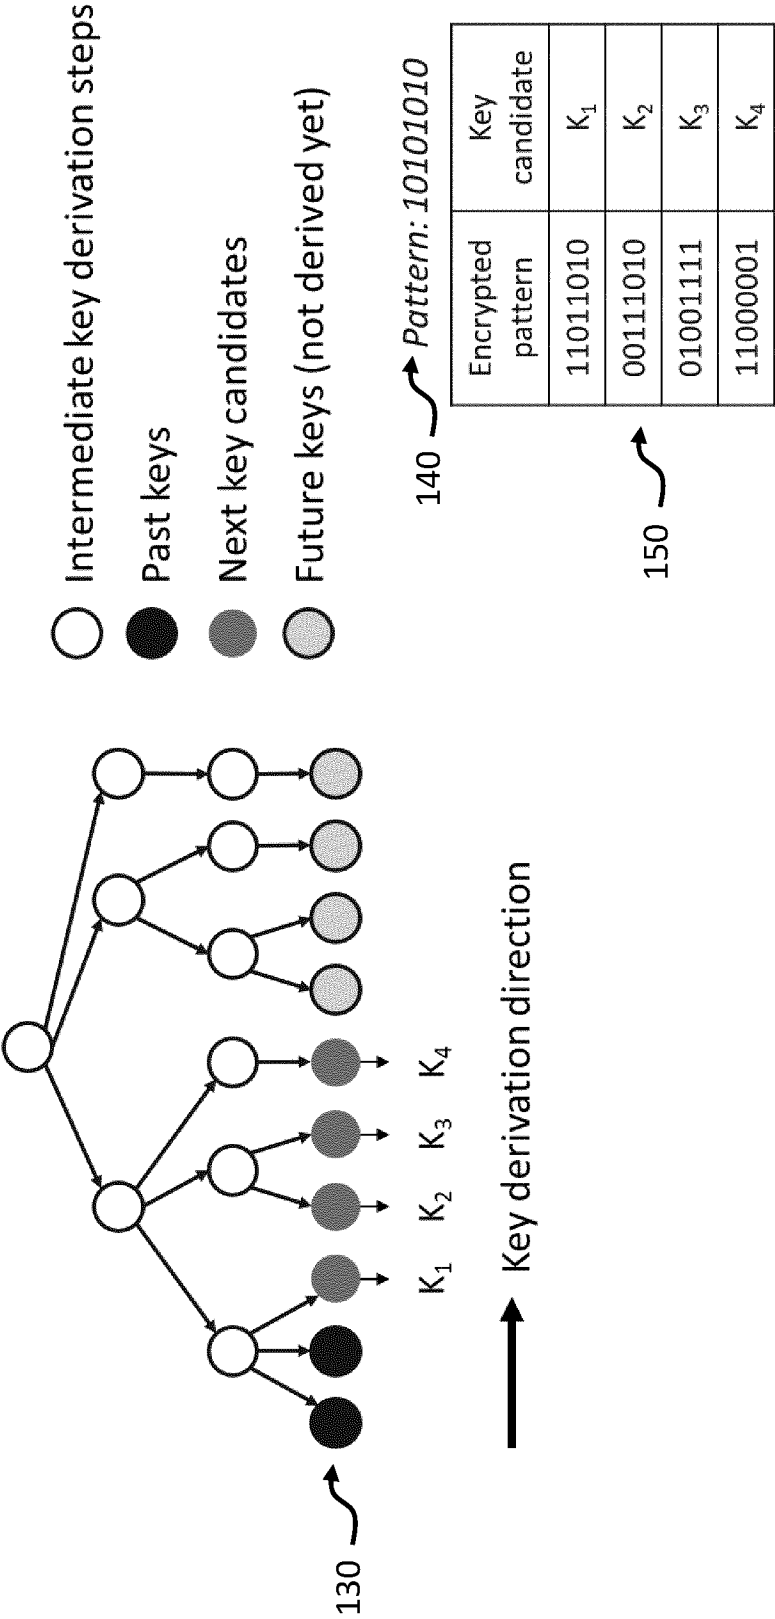 Intermediate key derivation steps
Past keys
Next key candidates
Future keys (not derived yet)
130
K1
K2
K3
K4
Key derivation direction
140
Pattern: 10101010
150
Encrypted pattern
Key candidate
11011010
K1
00111010
K2
01001111
K3
11000001
K4